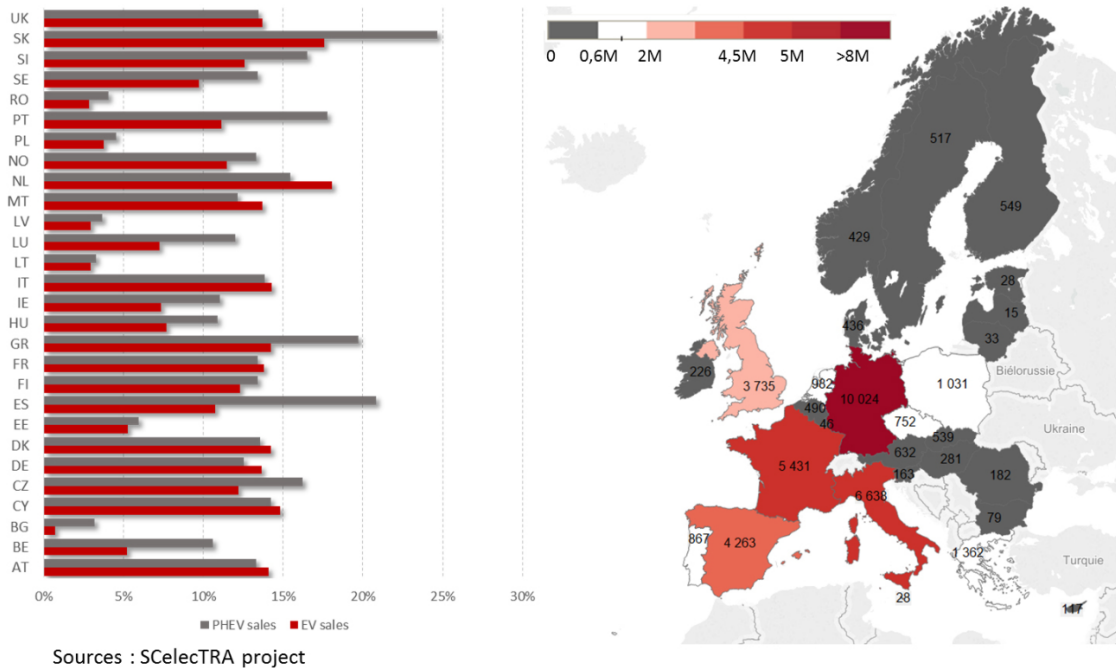 UK
SK
SI
SE
RO
PT
PL
NO
NL
MT
LV
LU
LT
IT
IE
HU
GR
FR
FI
ES
EE
DK
DE
CZ
CY
BG
BE
AT
0% 5% 10% 15% 20% 25% 30%
PHEV sales EV sales
Sources : SCelecTRA project
0 0,6M 2M 4,5M 5M >8M
517
549
429
28
15
33
436
226
3 735
982
10 024
1 031
Biélorussie
490
46
752
Ukraine
539
632
281
5 431
163
182
6 638
79
867
4 263
1 362
Turquie
28
117